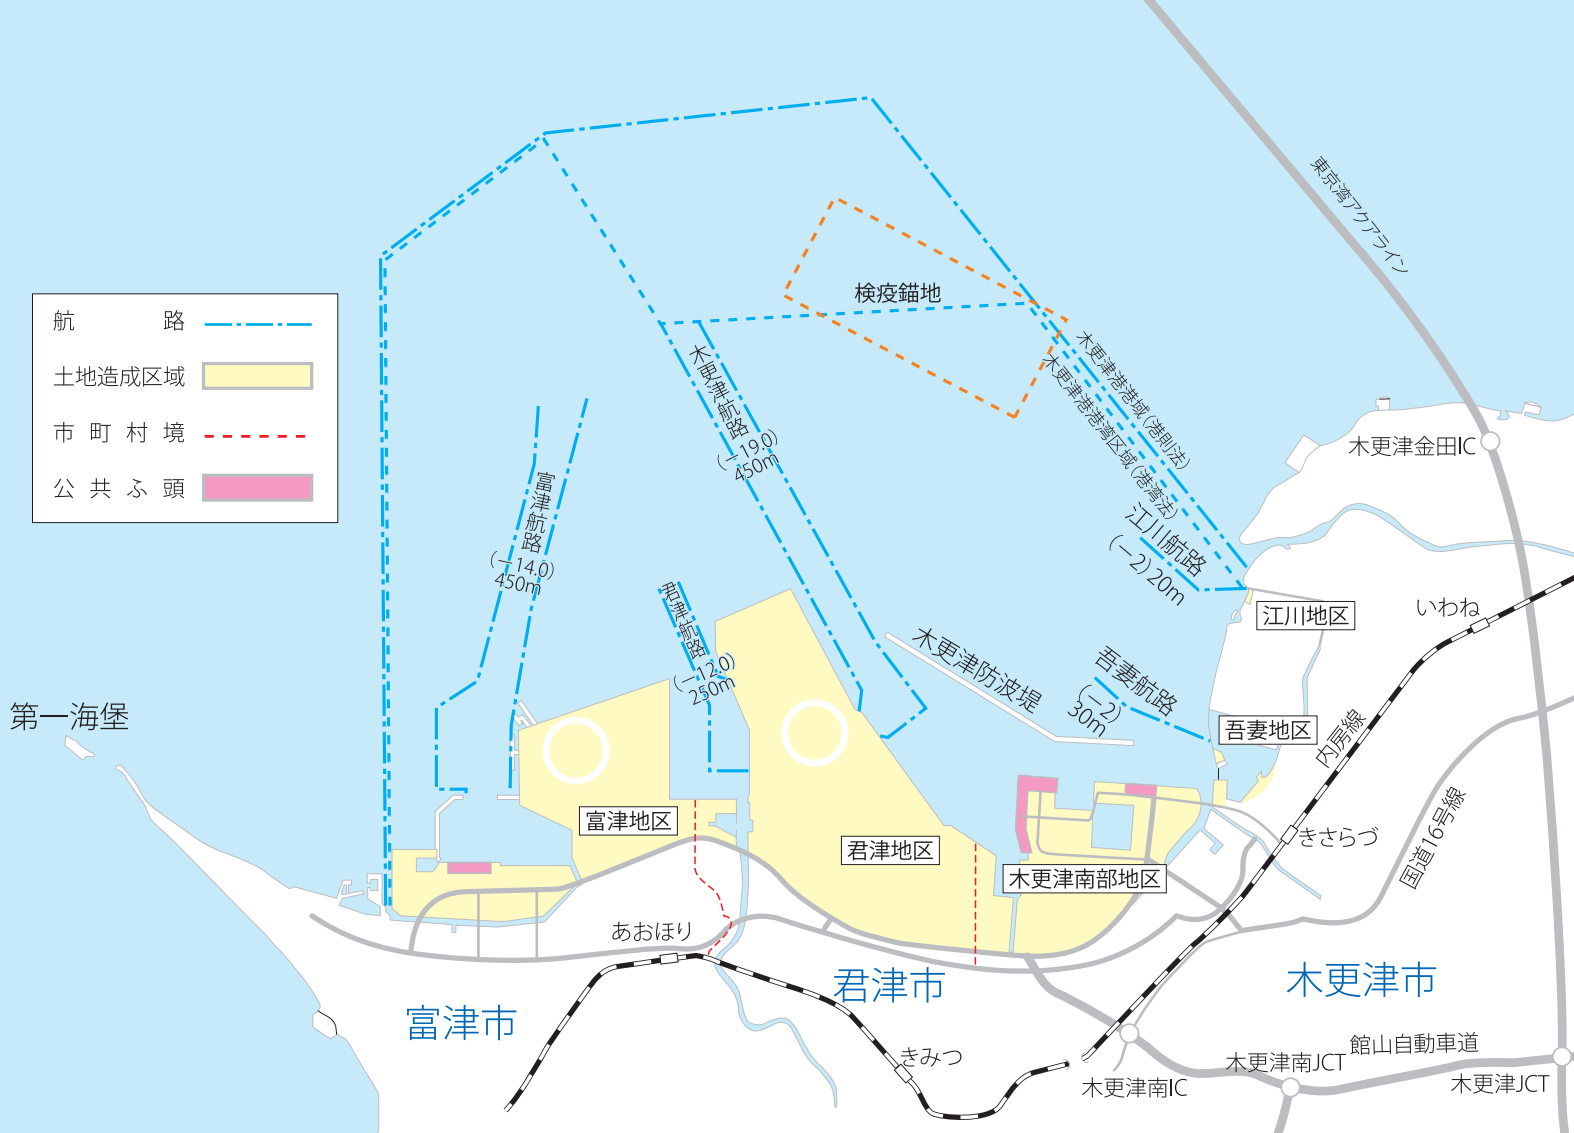 東京湾アクアライン
検疫錨地
航路
土地造成区域
市町村境
公共ふ頭
木更津航路
(−19.0)
450m
木更津港港域(港則法)
木更津港港湾区域(港湾法)
木更津金田IC
富津航路
(−14.0)
450m
江川航路
(−2)20m
君津航路
(−12.0)
250m
江川地区
いわね
木更津防波堤
吾妻航路
(−2)
30m
第一海堡
吾妻地区
内房線
富津地区
君津地区
きさらづ
国道16号線
木更津南部地区
あおほり
君津市
木更津市
富津市
きみつ
館山自動車道
木更津南JCT
木更津南IC
木更津JCT